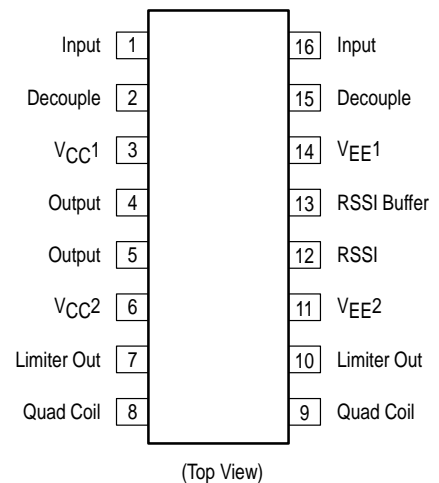 Input 1 16 Input
Decouple 2 15 Decouple
VCC1 3 14 VEE1
Output 4 13 RSSI Buffer
Output 5 12 RSSI
VCC2 6 11 VEE2
Limiter Out 7 10 Limiter Out
Quad Coil 8 9 Quad Coil
(Top View)